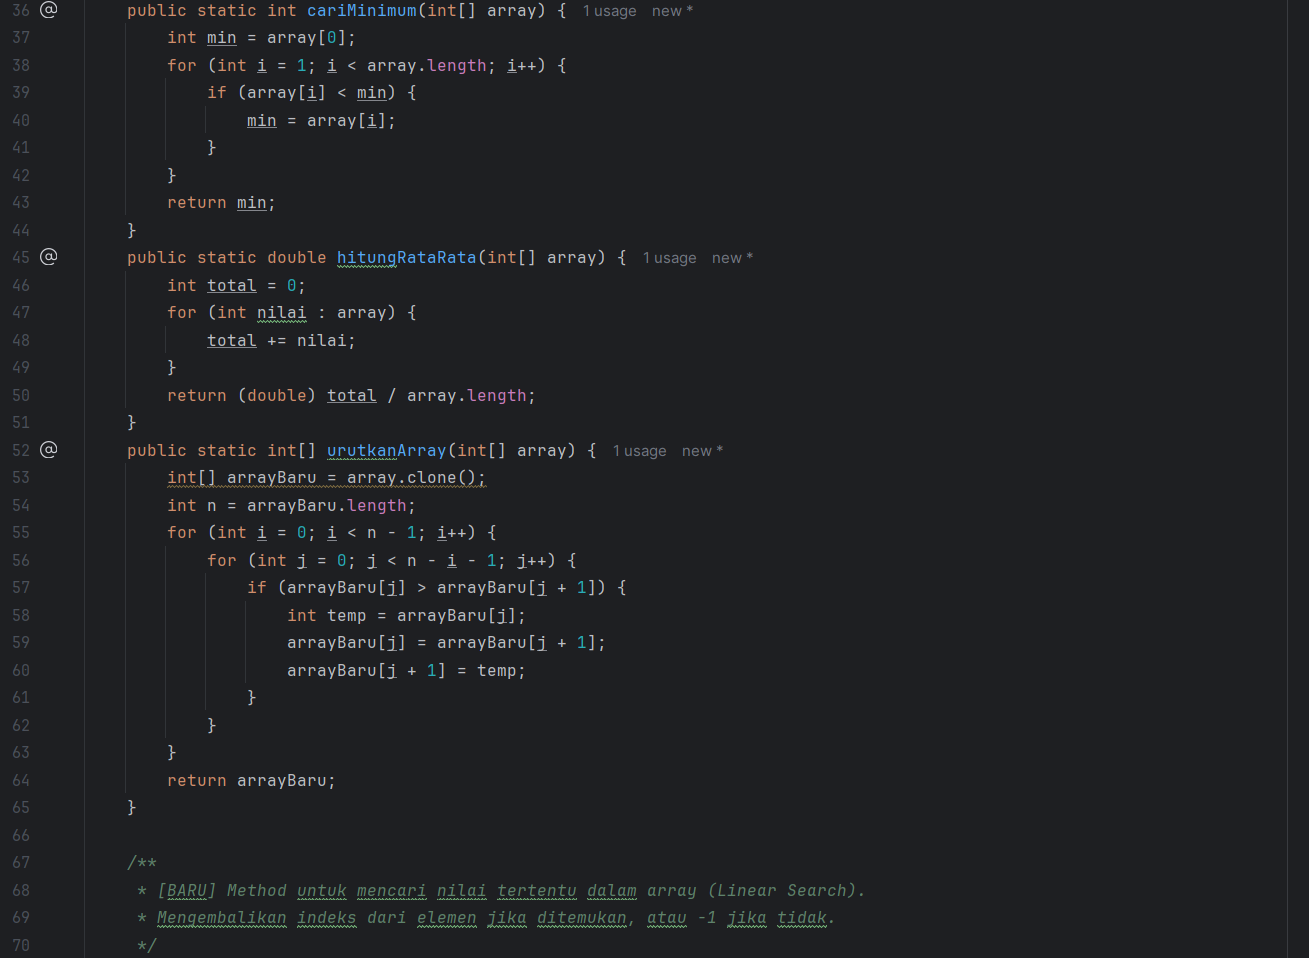 36 @ public static int cariMinimum(int[] array) { 1 usage new *
37 int min = array[0];
38 for (int i = 1; i < array.length; i++) {
39 if (array[i] < min) {
40 min = array[i];
41 }
42 }
43 return min;
44 }
45 @ public static double hitungRataRata(int[] array) { 1 usage new *
46 int total = 0;
47 for (int nilai : array) {
48 total += nilai;
49 }
50 return (double) total / array.length;
51 }
52 @ public static int[] urutkanArray(int[] array) { 1 usage new *
53 int[] arrayBaru = array.clone();
54 int n = arrayBaru.length;
55 for (int i = 0; i < n - 1; i++) {
56 for (int j = 0; j < n - i - 1; j++) {
57 if (arrayBaru[j] > arrayBaru[j + 1]) {
58 int temp = arrayBaru[j];
59 arrayBaru[j] = arrayBaru[j + 1];
60 arrayBaru[j + 1] = temp;
61 }
62 }
63 }
64 return arrayBaru;
65 }
66
67 /**
68 * [BARU] Method untuk mencari nilai tertentu dalam array (Linear Search).
69 * Mengembalikan indeks dari elemen jika ditemukan, atau -1 jika tidak.
70 */